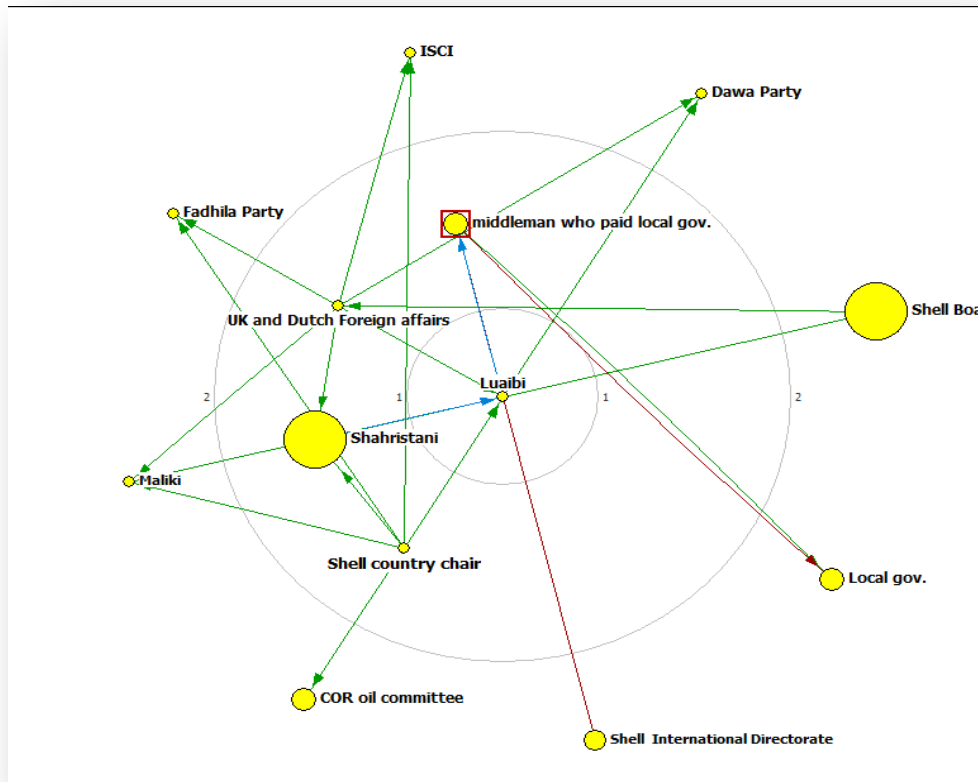 ISCI
Dawa Party
Fadhila Party
middleman who paid local gov.
UK and Dutch Foreign affairs
Shell Boa
Luaibi
2
1
1
2
Shahristani
Maliki
Shell country chair
Local gov.
COR oil committee
Shell International Directorate